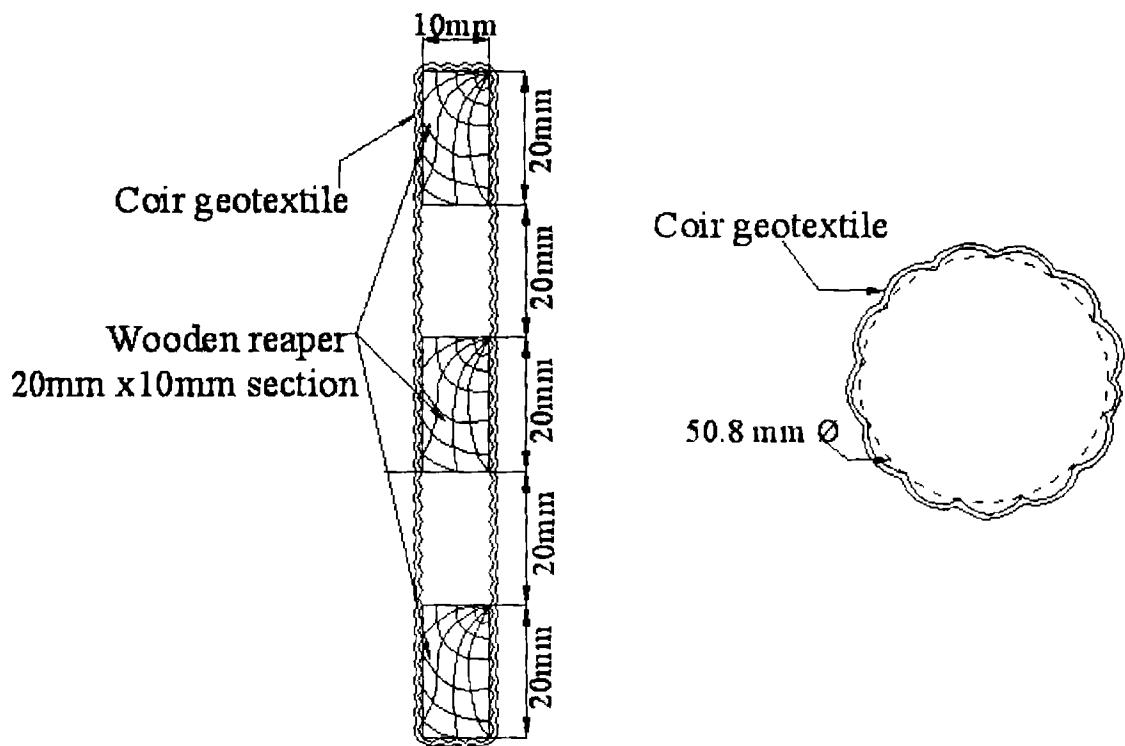 10mm
20mm
Coir geotextile
20mm
Wooden reaper
20mm x10mm section
20mm
20mm
20mm
Coir geotextile
50.8 mm Ø